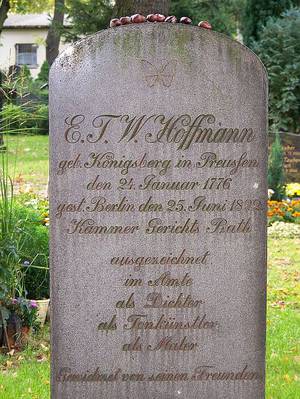 E. T. W. Hoffmann
geb. Königsberg in Preussen
den 24. Januar 1776
gest. Berlin den 25. Juni 1822
Kammer Gerichts Rath
ausgezeichnet
im Amte
als Dichter
als Tonkünstler
als Maler
Gewidmet von seinen Freunden